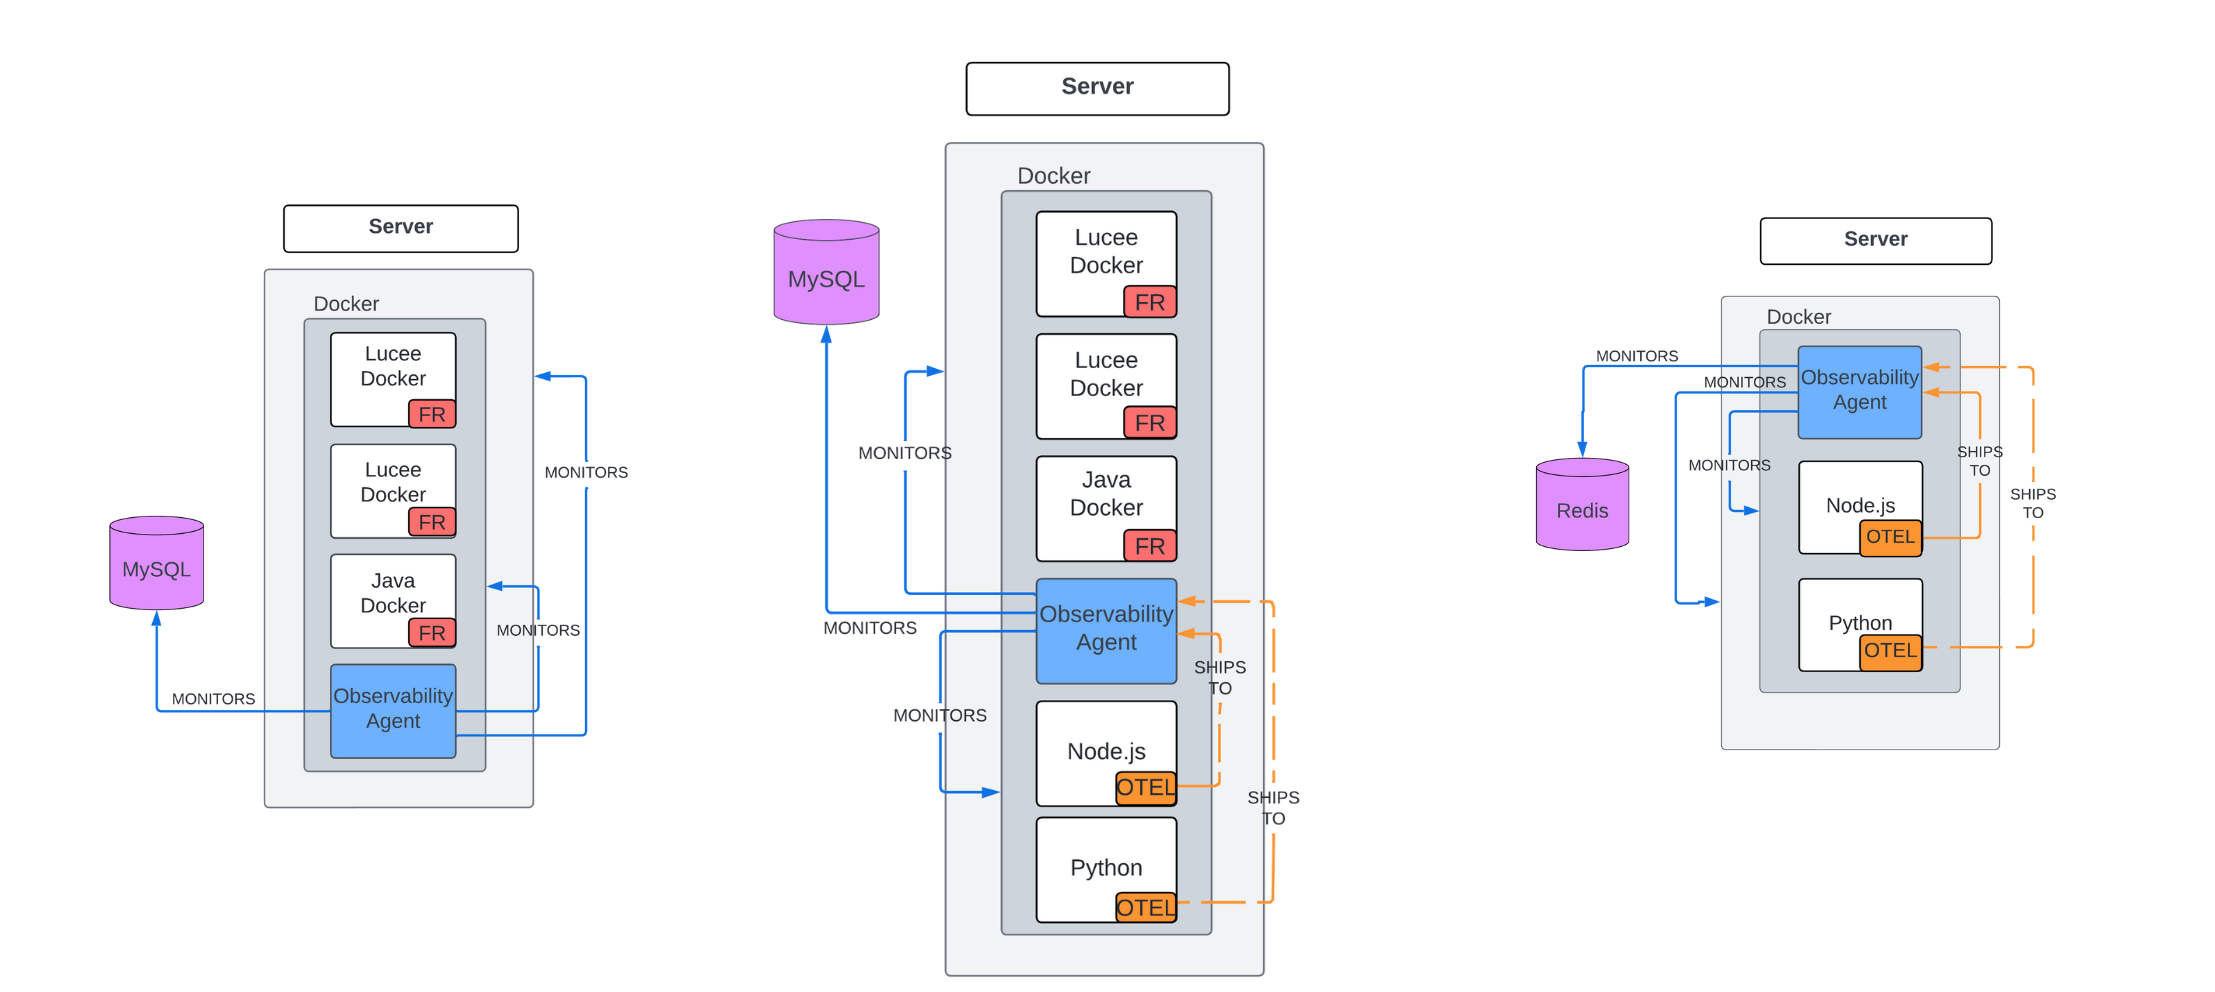 Server
Docker
Lucee
Docker
FR
Lucee
Docker
FR
Java
Docker
FR
Observability
Agent
MySQL
MONITORS
MONITORS
MONITORS
Server
Docker
Lucee
Docker
FR
Lucee
Docker
FR
Java
Docker
FR
Observability
Agent
Node.js
OTEL
Python
OTEL
MySQL
MONITORS
MONITORS
MONITORS
SHIPS
TO
SHIPS
TO
Server
Docker
Observability
Agent
Node.js
OTEL
Python
OTEL
Redis
MONITORS
MONITORS
MONITORS
SHIPS
TO
SHIPS
TO